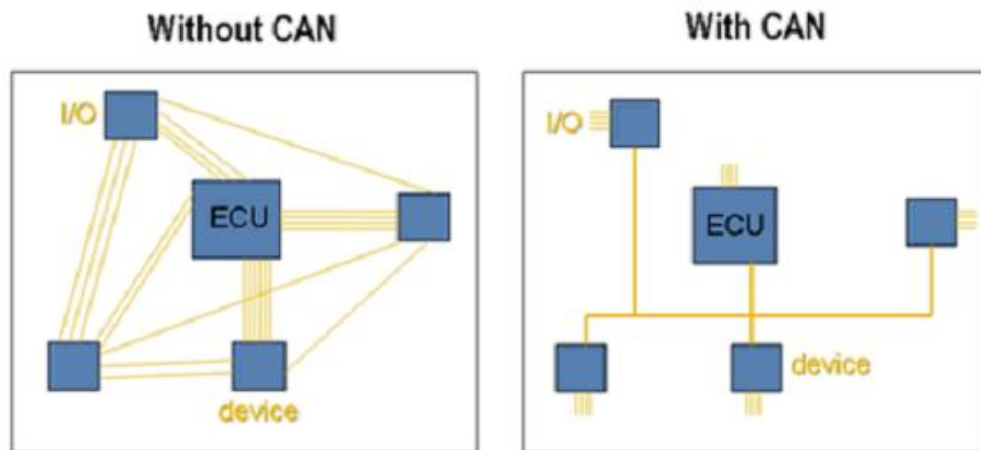 Without CAN
I/O
ECU
device
With CAN
I/O
ECU
device